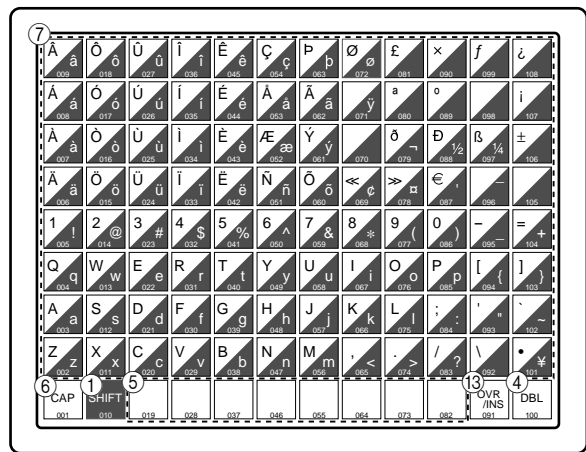 ⑦
Â â Ô ô Û û Î î Ê ê Ç ç Þ þ Ø ø £ × ƒ ¿
009 018 027 036 045 054 063 072 081 090 099 108
Á á Ó ó Ú ú Í í É é Å å Ã ã ÿ ª º ¡
008 017 026 035 044 053 062 071 080 089 098 107
À à Ò ò Ù ù Ì ì È è Æ æ Ý ý ð ¬ Ð ½ ß ¼ ±
007 016 025 034 043 052 061 070 079 088 097 106
Ä ä Ö ö Ü ü Ï ï Ë ë Ñ ñ Õ õ ≪ ¢ ≫ ¤ € ' _
006 015 024 033 042 051 060 069 078 087 096 105
1 ! 2 @ 3 # 4 $ 5 % 6 ^ 7 & 8 * 9 ( 0 ) - _ = +
005 014 023 032 041 050 059 068 077 086 095 104
Q q W w E e R r T t Y y U u I i O o P p [ { ] }
004 013 022 031 040 049 058 067 076 085 094 103
A a S s D d F f G g H h J j K k L l ; : ' " ` ~
003 012 021 030 039 048 057 066 075 084 093 102
Z z X x C c V v B b N n M m , < . > / ? \ • ¥
002 011 020 029 038 047 056 065 074 083 092 101
⑥ ① ⑤ ⑬ ④
CAP SHIFT OVR /INS DBL
001 010 019 028 037 046 055 064 073 082 091 100